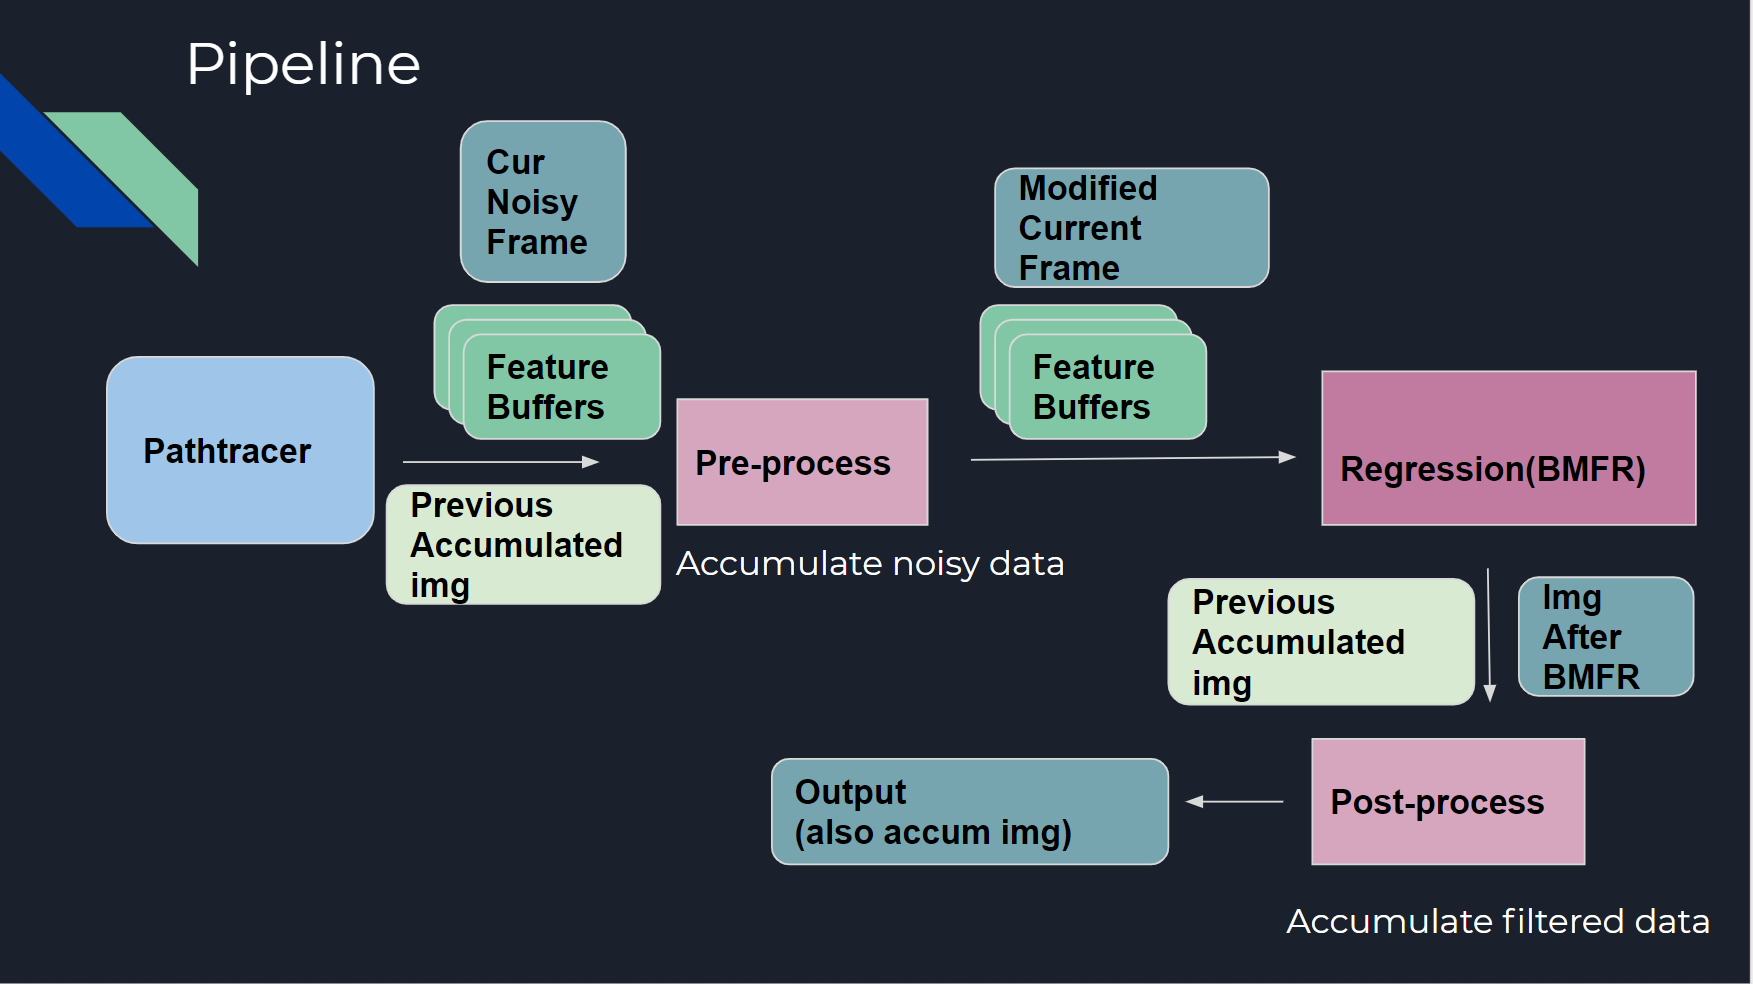 Pipeline
Cur
Noisy
Frame
Feature
Buffers
Pathtracer
Previous
Accumulated
img
Pre-process
Accumulate noisy data
Modified
Current
Frame
Feature
Buffers
Regression(BMFR)
Previous
Accumulated
img
Img
After
BMFR
Post-process
Accumulate filtered data
Output
(also accum img)